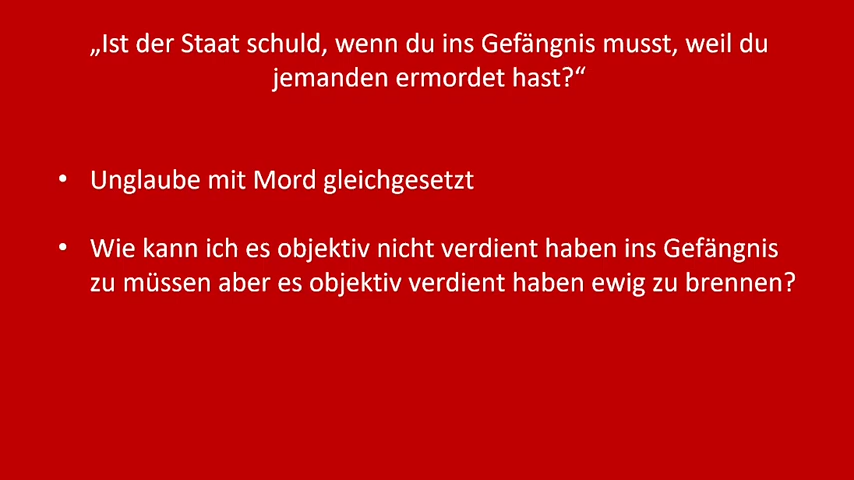 „Ist der Staat schuld, wenn du ins Gefängnis musst, weil du
jemanden ermordet hast?“
• Unglaube mit Mord gleichgesetzt
• Wie kann ich es objektiv nicht verdient haben ins Gefängnis
zu müssen aber es objektiv verdient haben ewig zu brennen?